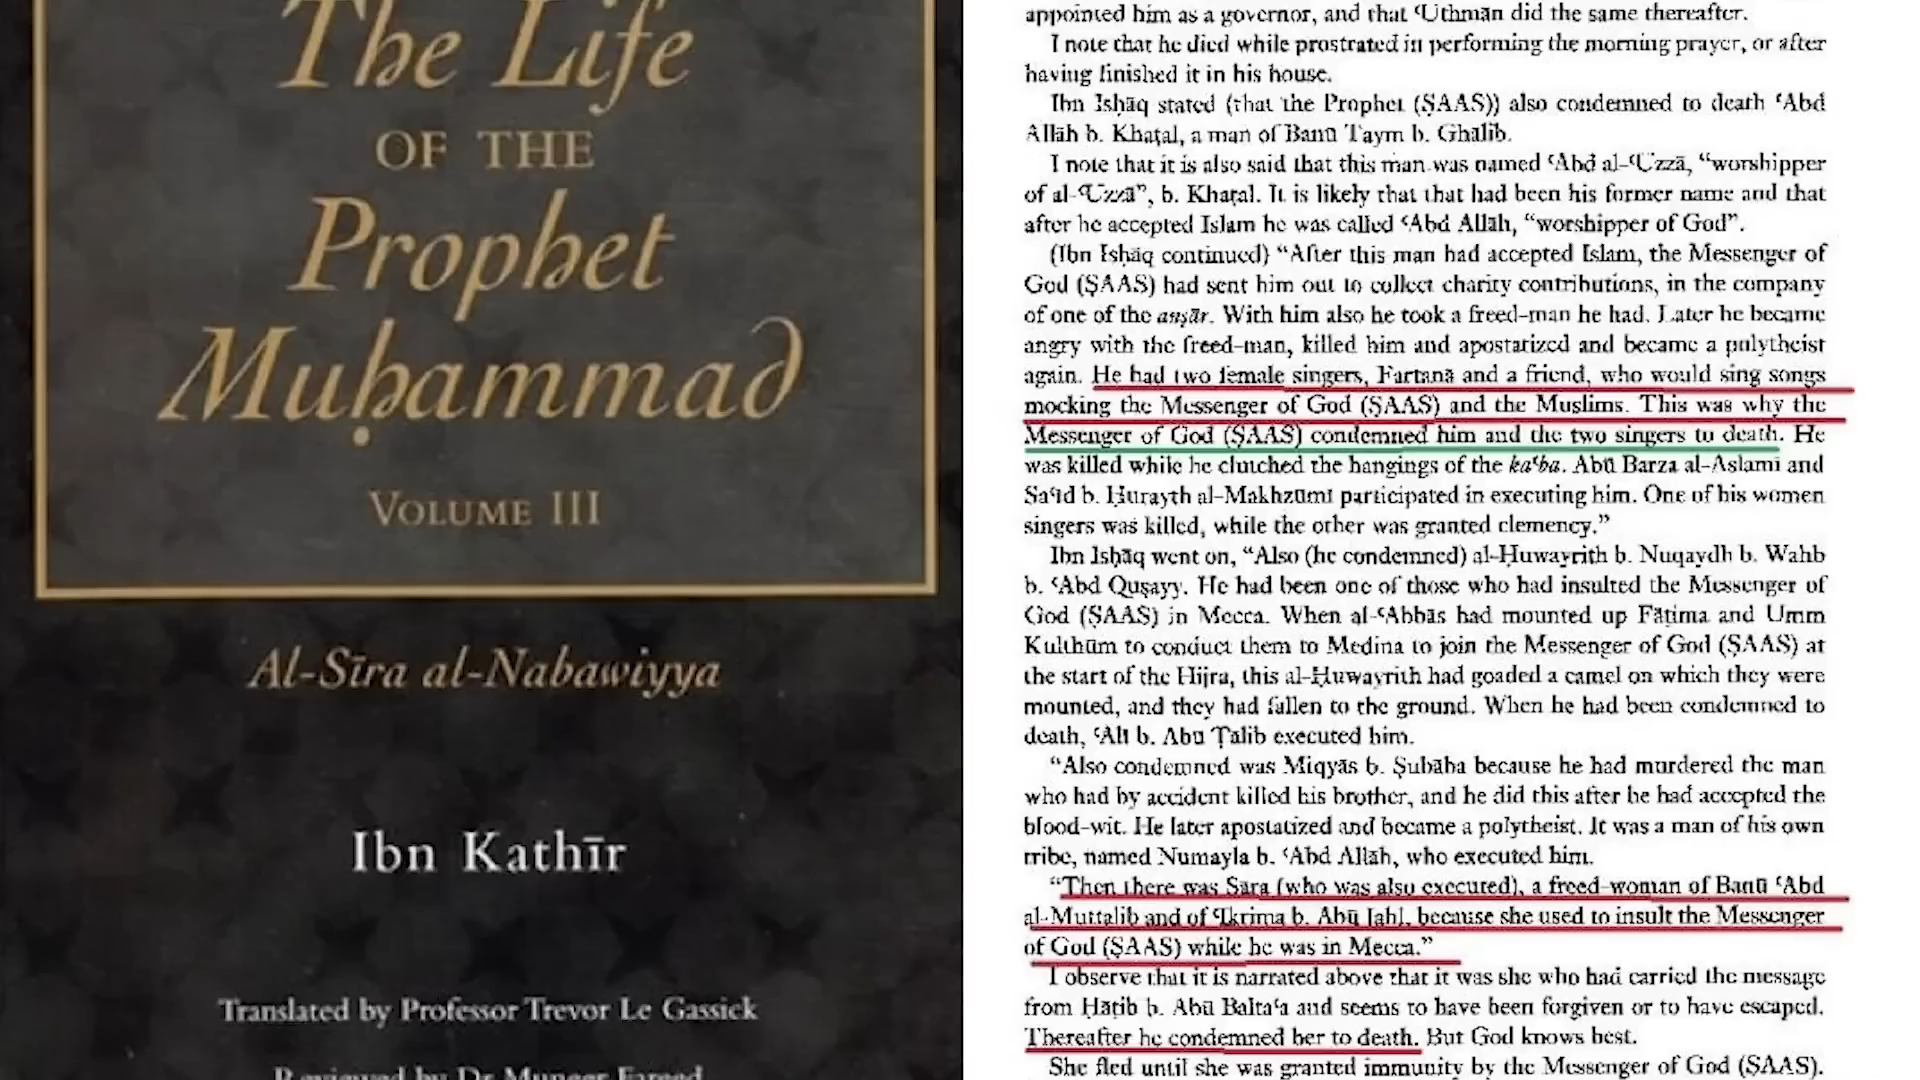 The Life
OF THE
Prophet
Muḥammad
VOLUME III
Al-Sīra al-Nabawiyya
Ibn Kathīr
Translated by Professor Trevor Le Gassick
Reviewed by Dr Muneer Fareed
appointed him as a governor, and that ʿUthmān did the same thereafter.
I note that he died while prostrated in performing the morning prayer, or after
having finished it in his house.
Ibn Isḥāq stated (that the Prophet (ṢAAS)) also condemned to death ʿAbd
Allāh b. Khaṭal, a man of Banū Taym b. Ghālib.
I note that it is also said that this man was named ʿAbd al-ʿUzzā, “worshipper
of al-ʿUzzā”, b. Khaṭal. It is likely that that had been his former name and that
after he accepted Islam he was called ʿAbd Allāh, “worshipper of God”.
(Ibn Isḥāq continued) “After this man had accepted Islam, the Messenger of
God (ṢAAS) had sent him out to collect charity contributions, in the company
of one of the anṣār. With him also he took a freed-man he had. Later he became
angry with the freed-man, killed him and apostatized and became a polytheist
again. He had two female singers, Fartanā and a friend, who would sing songs
mocking the Messenger of God (ṢAAS) and the Muslims. This was why the
Messenger of God (ṢAAS) condemned him and the two singers to death. He
was killed while he clutched the hangings of the kaʿba. Abū Barza al-Aslamī and
Saʿīd b. Ḥurayth al-Makhzūmī participated in executing him. One of his women
singers was killed, while the other was granted clemency.”
Ibn Isḥāq went on, “Also (he condemned) al-Ḥuwayrith b. Nuqaydh b. Wahb
b. ʿAbd Quṣayy. He had been one of those who had insulted the Messenger of
God (ṢAAS) in Mecca. When al-ʿAbbās had mounted up Fāṭima and Umm
Kulthūm to conduct them to Medina to join the Messenger of God (ṢAAS) at
the start of the Hijra, this al-Ḥuwayrith had goaded a camel on which they were
mounted, and they had fallen to the ground. When he had been condemned to
death, ʿAlī b. Abū Ṭālib executed him.
“Also condemned was Miqyās b. Ṣubāba because he had murdered the man
who had by accident killed his brother, and he did this after he had accepted the
blood-wit. He later apostatized and became a polytheist. It was a man of his own
tribe, named Numayla b. ʿAbd Allāh, who executed him.
“Then there was Sāra (who was also executed), a freed-woman of Banū ʿAbd
al-Muṭṭalib and of ʿIkrima b. Abū Jahl, because she used to insult the Messenger
of God (ṢAAS) while he was in Mecca.”
I observe that it is narrated above that it was she who had carried the message
from Ḥāṭib b. Abū Baltaʿa and seems to have been forgiven or to have escaped.
Thereafter he condemned her to death. But God knows best.
She fled until she was granted immunity by the Messenger of God (ṢAAS).